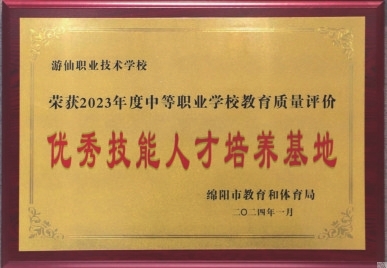 游仙职业技术学校
荣获2023年度中等职业学校教育质量评价
优秀技能人才培养基地
绵阳市教育和体育局
二〇二四年一月